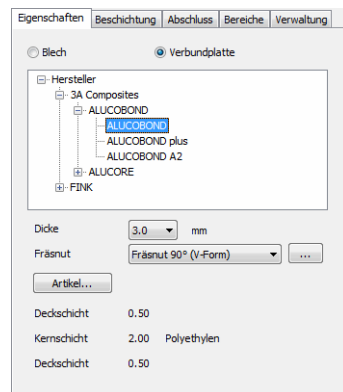 Eigenschaften Beschichtung Abschluss Bereiche Verwaltung
Blech Verbundplatte
Hersteller
3A Composites
ALUCOBOND
ALUCOBOND
ALUCOBOND plus
ALUCOBOND A2
ALUCORE
FINK
Dicke 3.0 mm
Fräsnut Fräsnut 90° (V-Form) ...
Artikel...
Deckschicht 0.50
Kernschicht 2.00 Polyethylen
Deckschicht 0.50